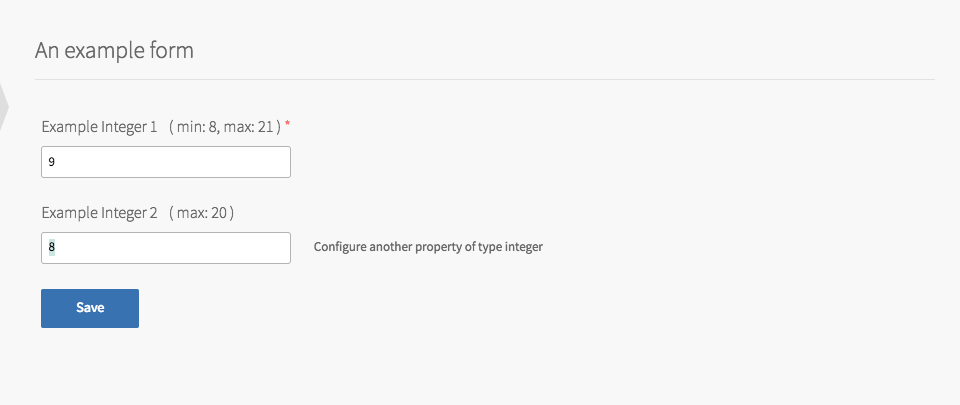 An example form
Example Integer 1 ( min: 8, max: 21 ) *
9
Example Integer 2 ( max: 20 )
8
Configure another property of type integer
Save